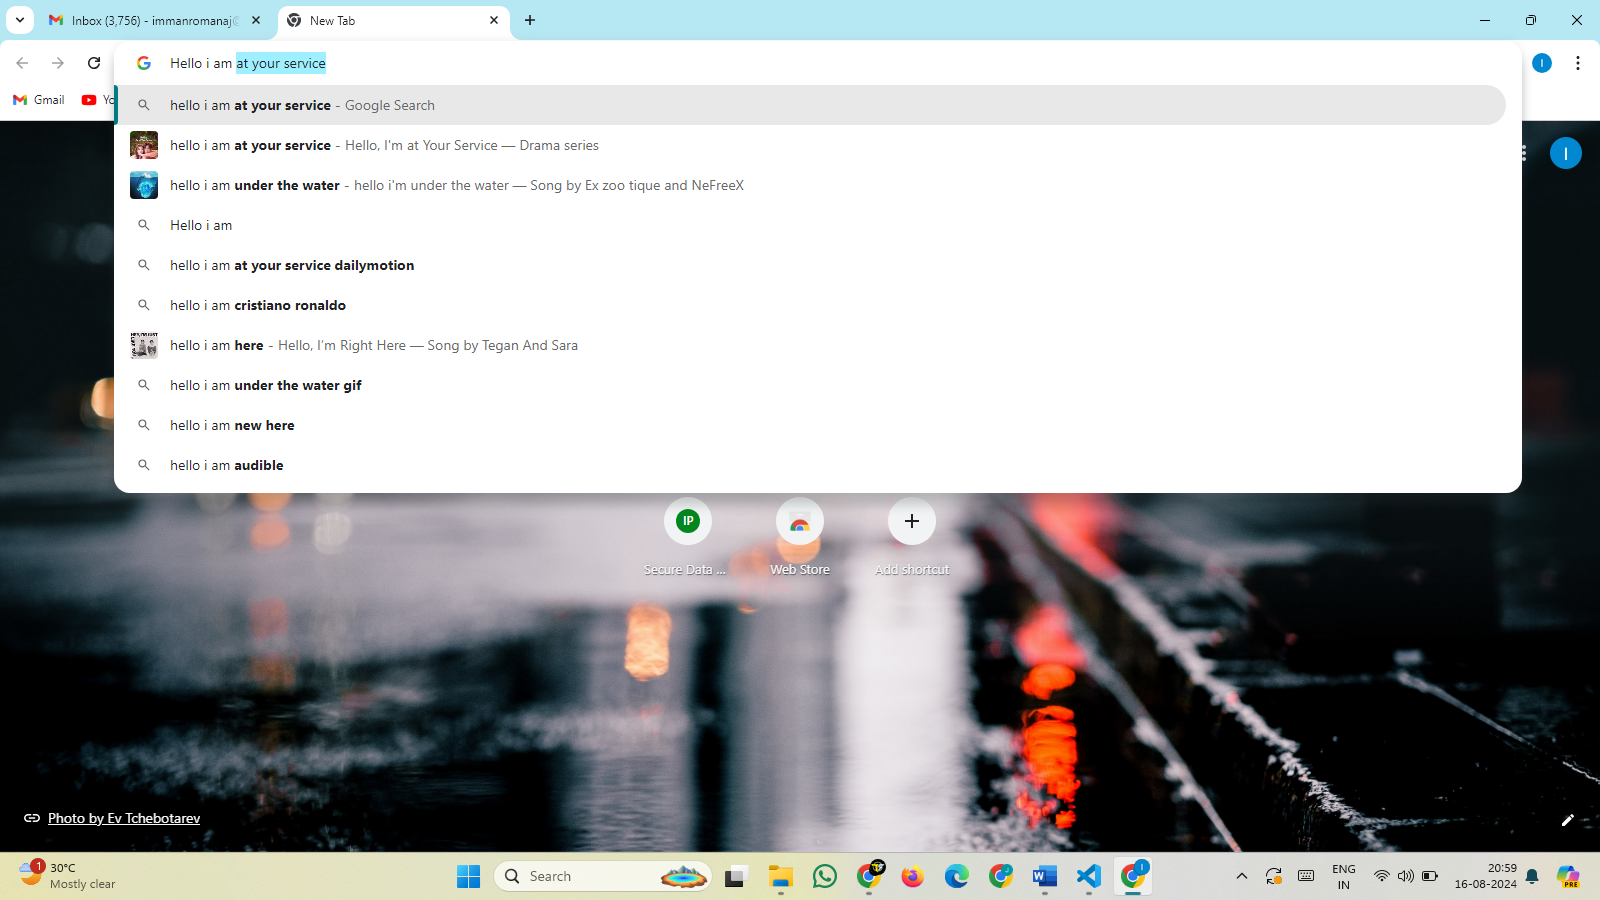 Inbox (3,756) - immanromanaj@
New Tab
Hello i am at your service
Gmail
hello i am at your service - Google Search
hello i am at your service - Hello, I'm at Your Service — Drama series
hello i am under the water - hello i'm under the water — Song by Ex zoo tique and NeFreeX
Hello i am
hello i am at your service dailymotion
hello i am cristiano ronaldo
hello i am here - Hello, I'm Right Here — Song by Tegan And Sara
hello i am under the water gif
hello i am new here
hello i am audible
I
I
IP
Secure Data ...
Web Store
Add shortcut
Photo by Ev Tchebotarev
1
30°C
Mostly clear
Search
ENG
IN
20:59
16-08-2024
PRE